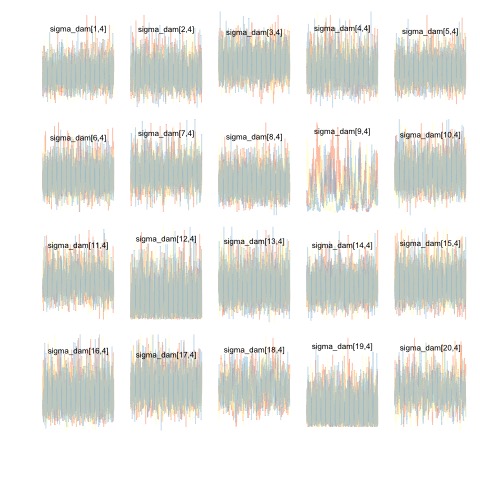 sigma_dam[1,4]
sigma_dam[2,4]
sigma_dam[3,4]
sigma_dam[4,4]
sigma_dam[5,4]
sigma_dam[6,4]
sigma_dam[7,4]
sigma_dam[8,4]
sigma_dam[9,4]
sigma_dam[10,4]
sigma_dam[11,4]
sigma_dam[12,4]
sigma_dam[13,4]
sigma_dam[14,4]
sigma_dam[15,4]
sigma_dam[16,4]
sigma_dam[17,4]
sigma_dam[18,4]
sigma_dam[19,4]
sigma_dam[20,4]